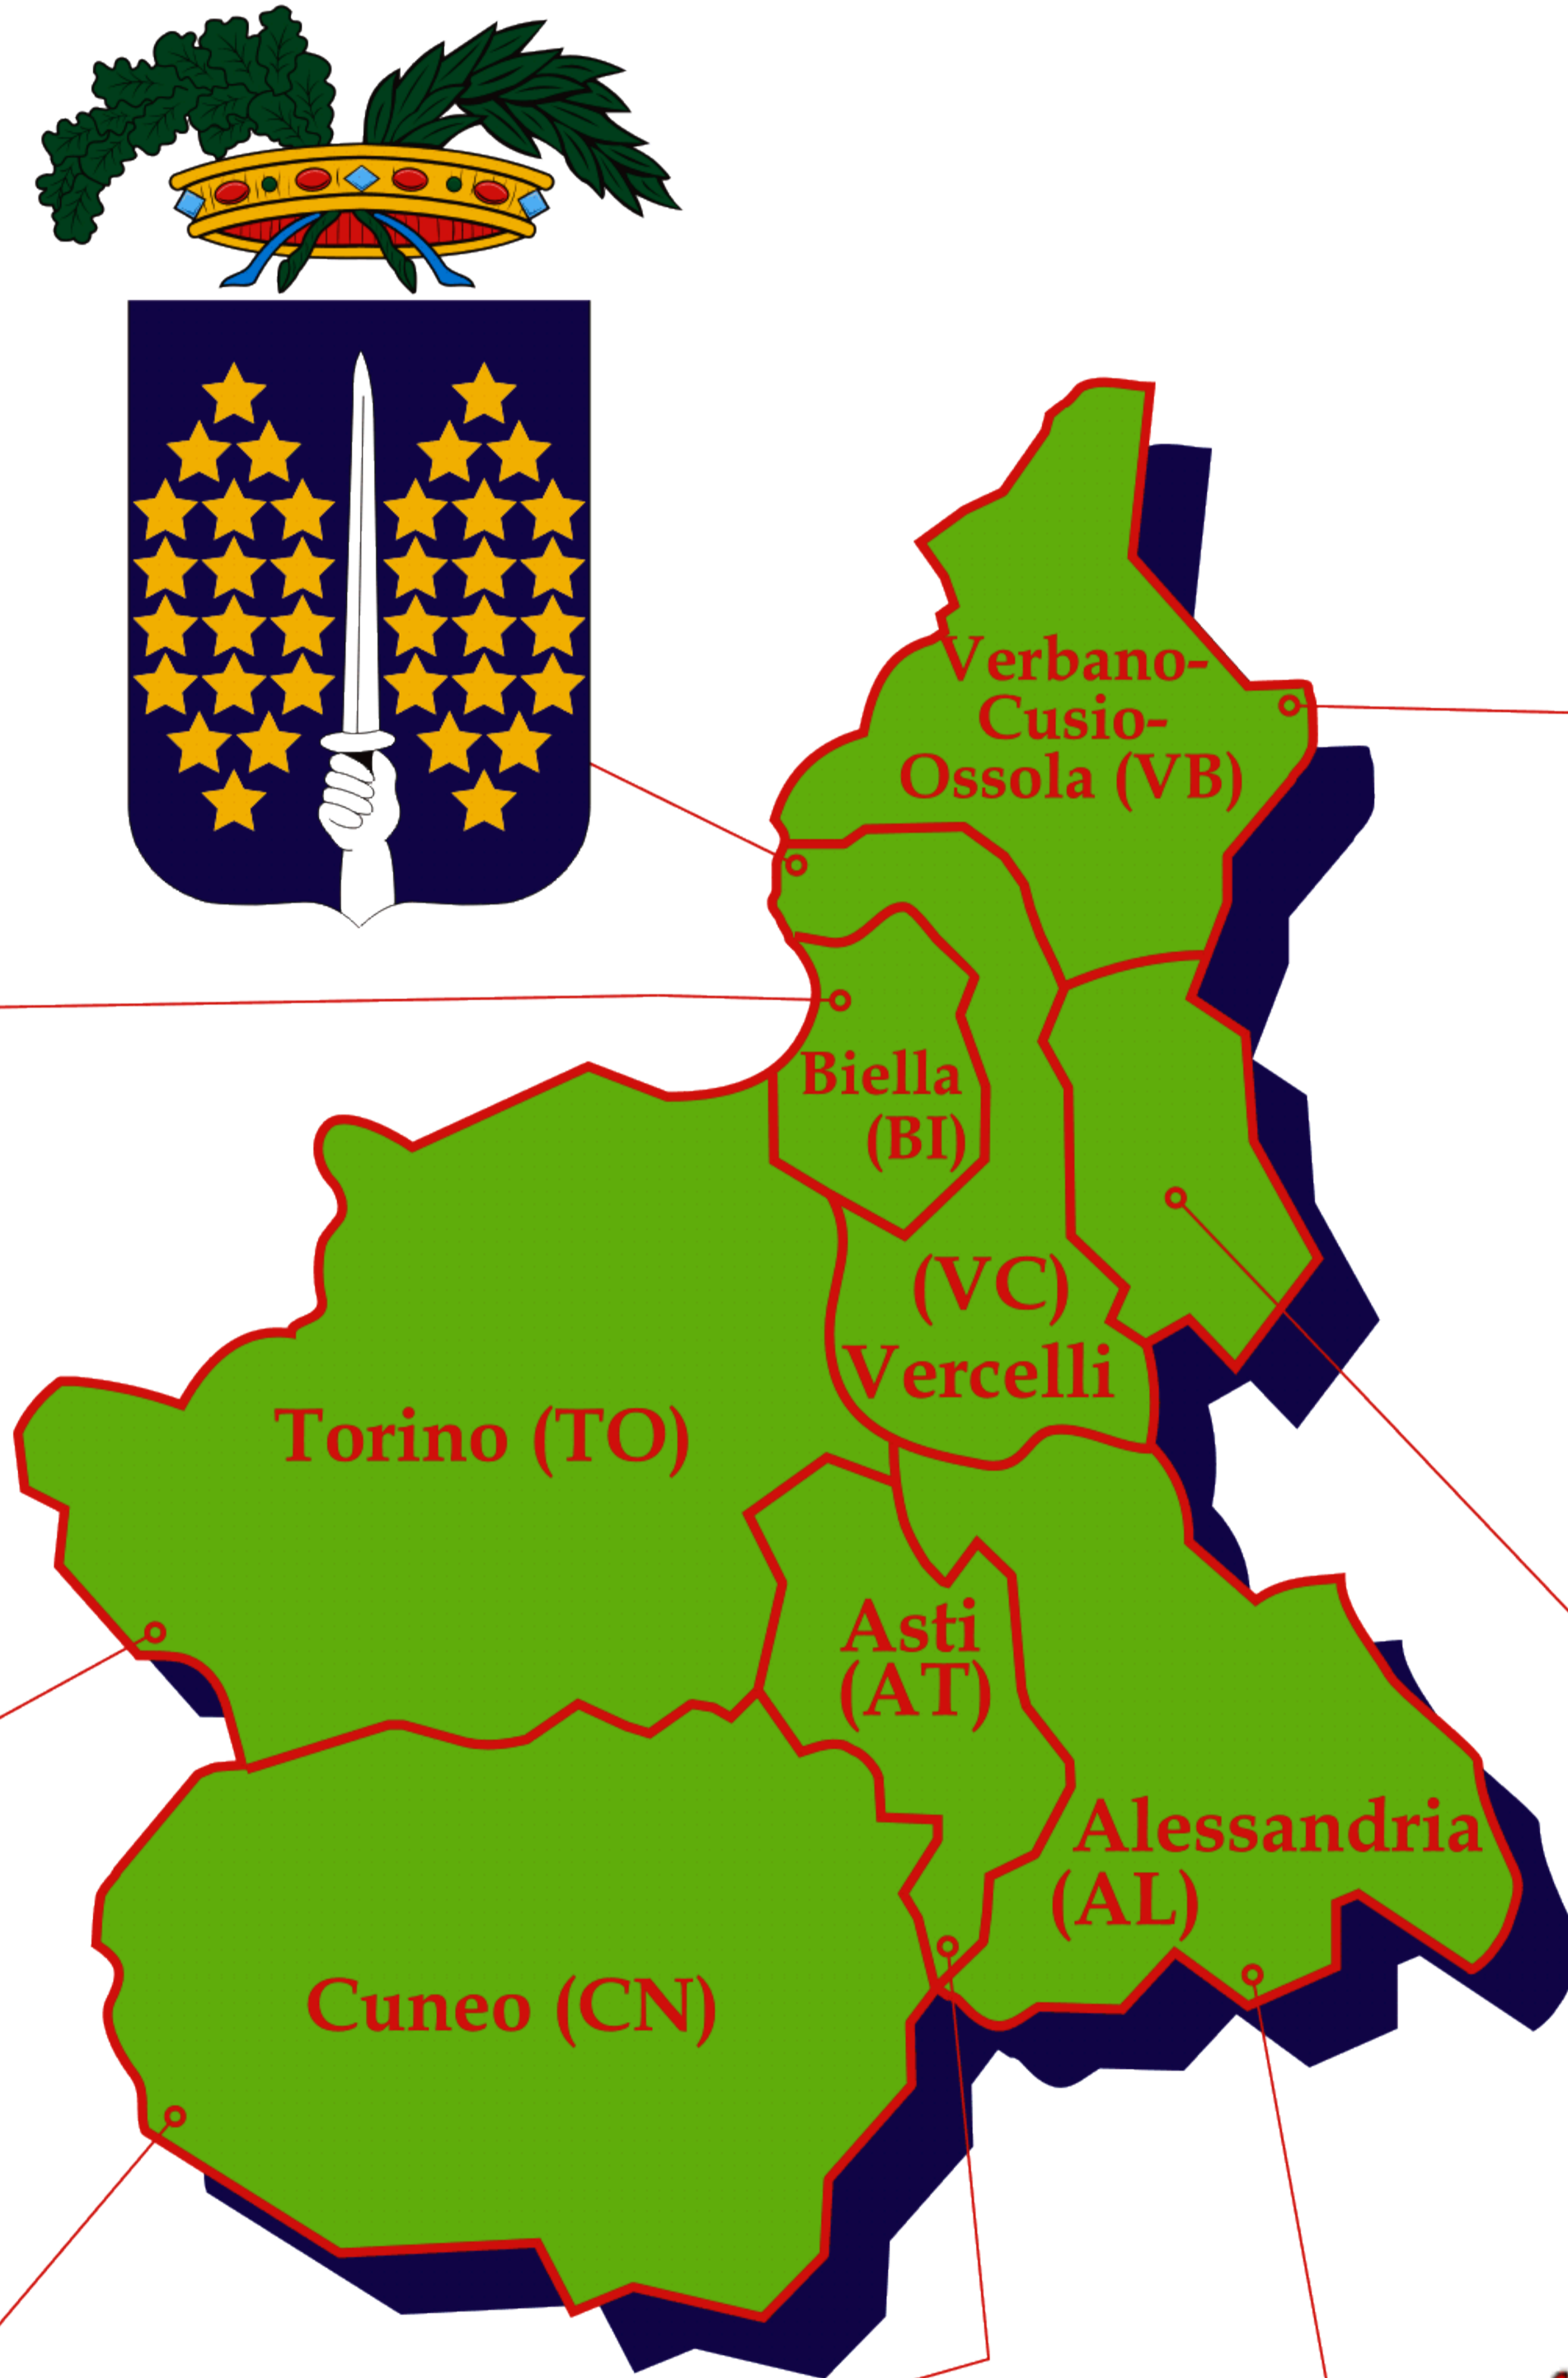 Verbano-
Cusio-
Ossola (VB)
Biella
(BI)
(VC)
Vercelli
Torino (TO)
Asti
(AT)
Alessandria
(AL)
Cuneo (CN)